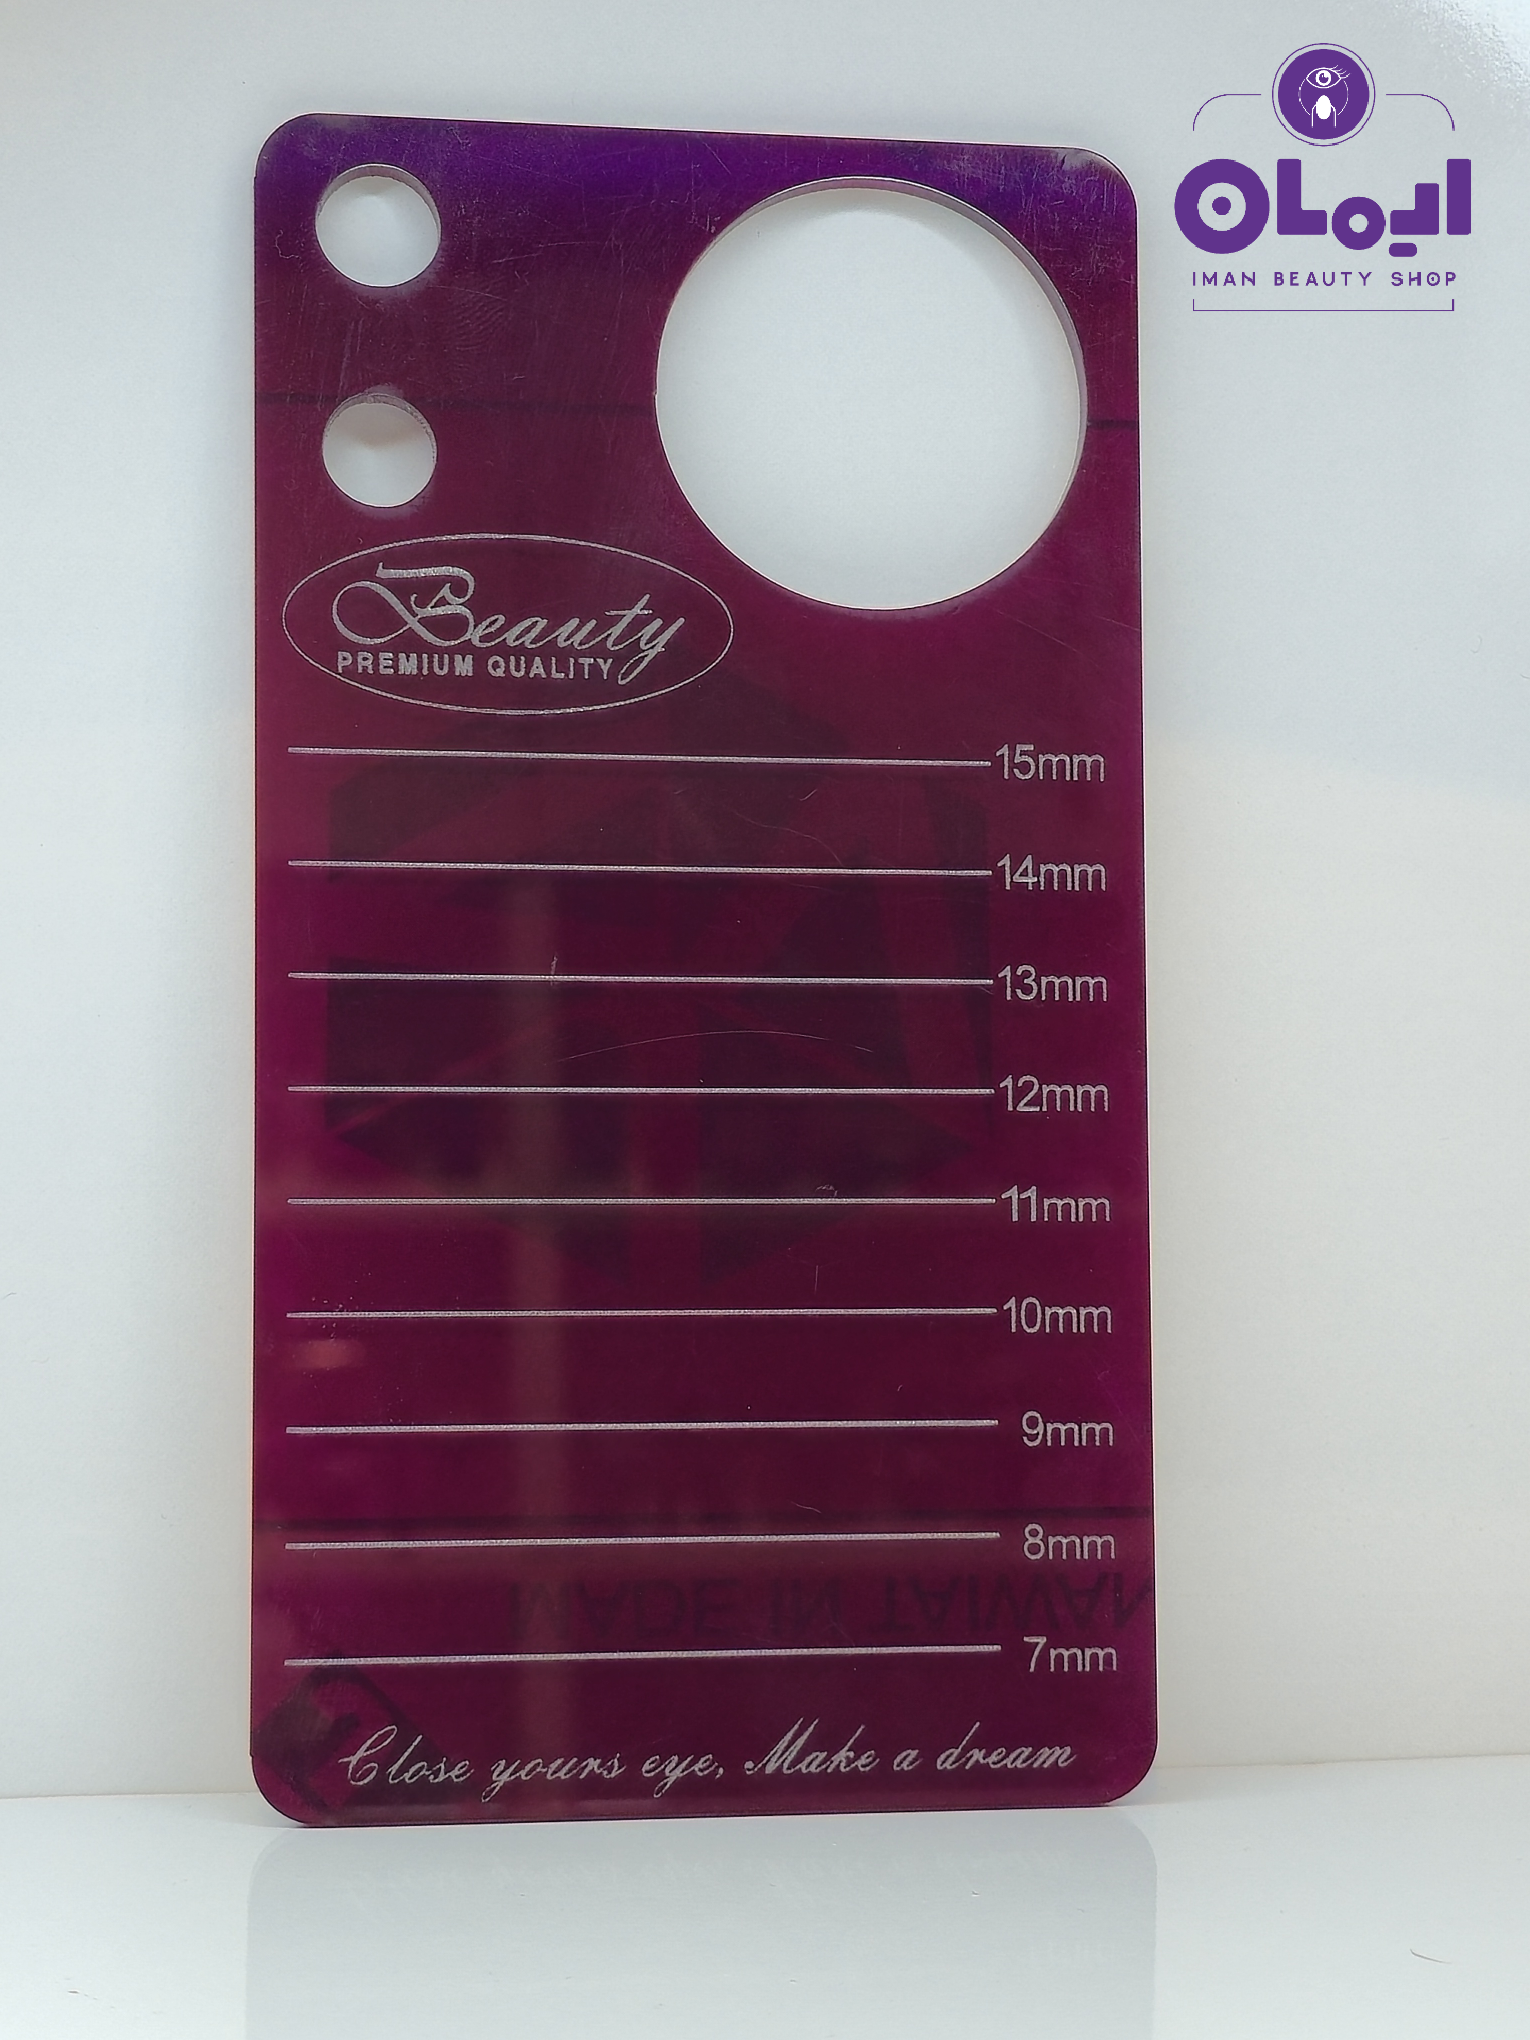 ایمان
IMAN BEAUTY SHOP
Beauty
PREMIUM QUALITY
15mm
14mm
13mm
12mm
11mm
10mm
9mm
8mm
MADE IN TAIWAN
7mm
Close yours eye, Make a dream